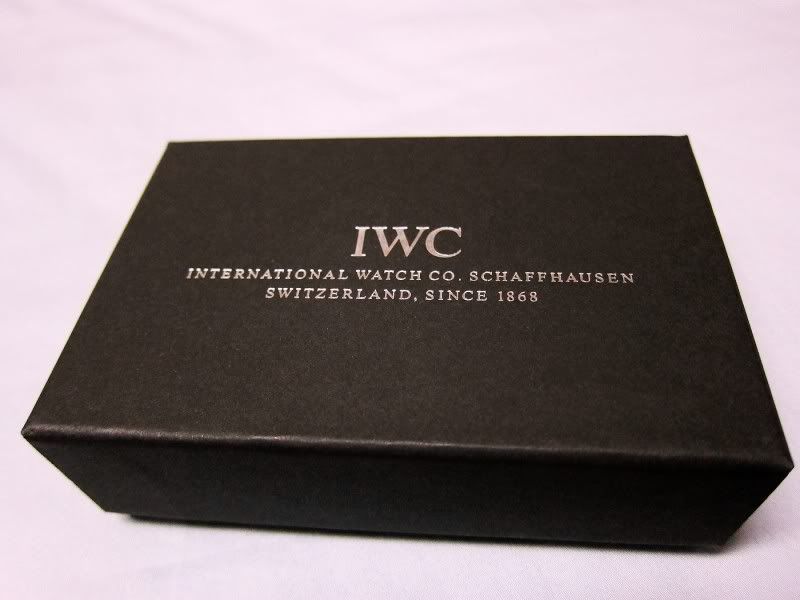 IWC
INTERNATIONAL WATCH CO. SCHAFFHAUSEN
SWITZERLAND, SINCE 1868